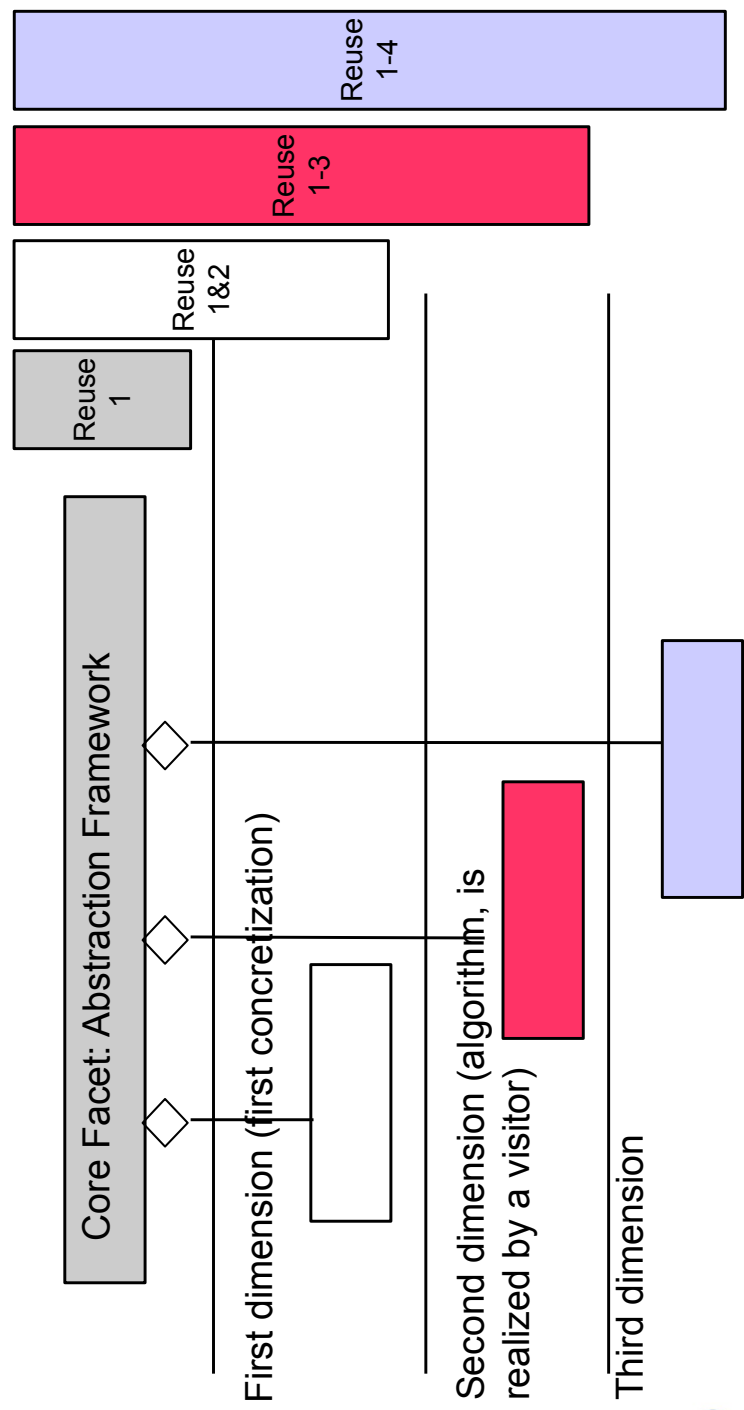 Core Facet: Abstraction Framework
Reuse
1
Reuse
1&2
Reuse
1-3
Reuse
1-4
First dimension (first concretization)
Second dimension (algorithm, is
realized by a visitor)
Third dimension